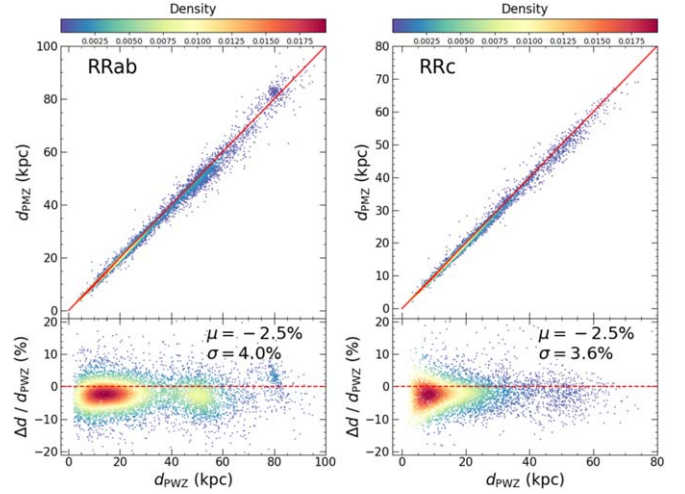 Density Density
0.0025 0.0050 0.0075 0.0100 0.0125 0.0150 0.0175 0.0025 0.0050 0.0075 0.0100 0.0125 0.0150 0.0175
100 80
RRab RRc
80 70
60
60 50
d_PMZ (kpc) d_PMZ (kpc)
40 40
30
20 20
10
0 0
20 20
μ = −2.5% μ = −2.5%
σ = 4.0% σ = 3.6%
10 10
Δd / d_PWZ (%) Δd / d_PWZ (%)
0 0
−10 −10
−20 −20
0 20 40 60 80 100 0 20 40 60 80
d_PWZ (kpc) d_PWZ (kpc)